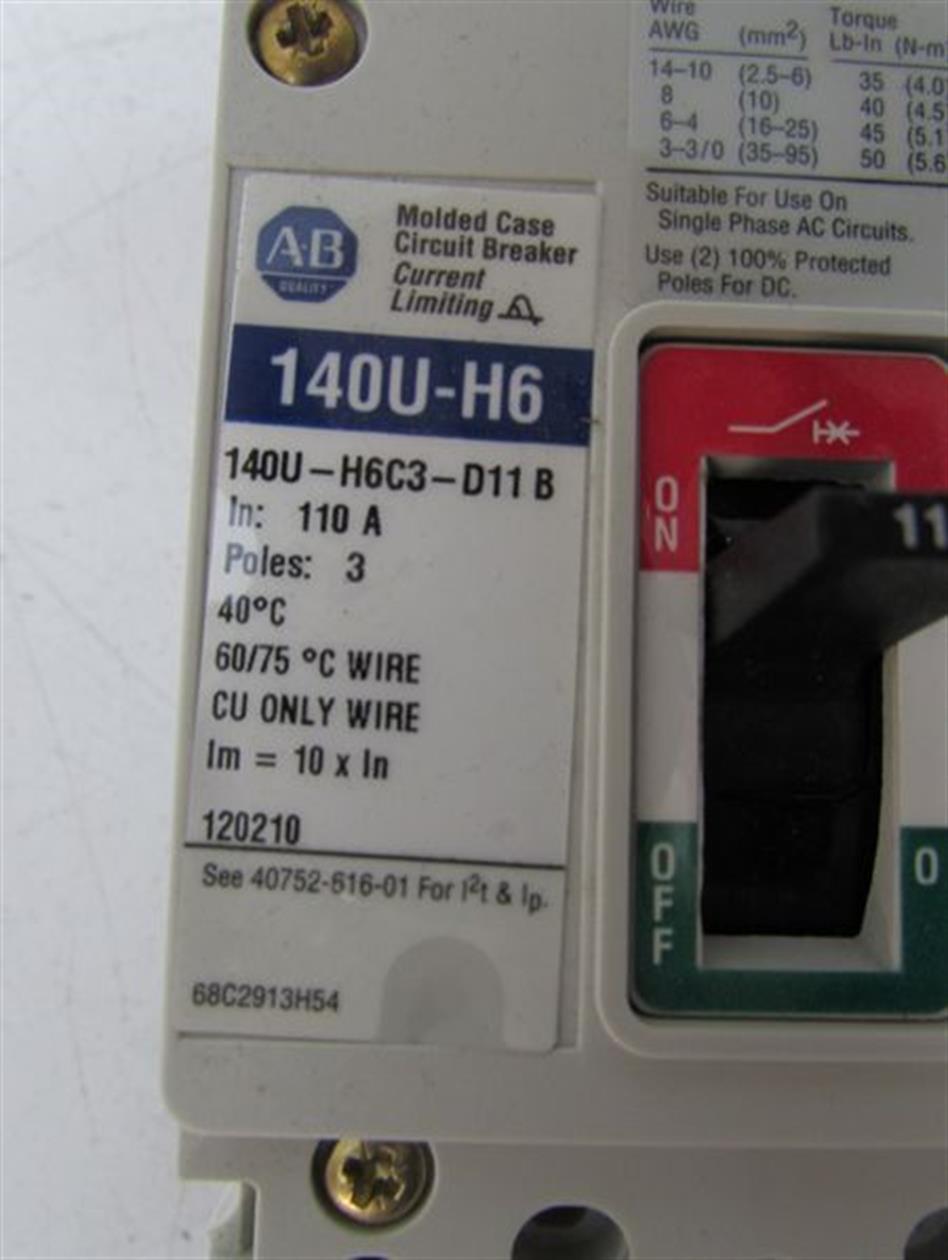 Wire Torque
AWG (mm²) Lb-In (N-m
14–10 (2.5–6) 35 (4.0
8 (10) 40 (4.5
6–4 (16–25) 45 (5.1
3–3/0 (35–95) 50 (5.6
Suitable For Use On
Single Phase AC Circuits.
Use (2) 100% Protected
Poles For DC.
A-B
QUALITY
Molded Case
Circuit Breaker
Current
Limiting
140U-H6
140U–H6C3–D11 B
In: 110 A
Poles: 3
40°C
60/75 °C WIRE
CU ONLY WIRE
Im = 10 x In
120210
See 40752-616-01 For I²t & Ip.
68C2913H54
ON
11
OFF
O